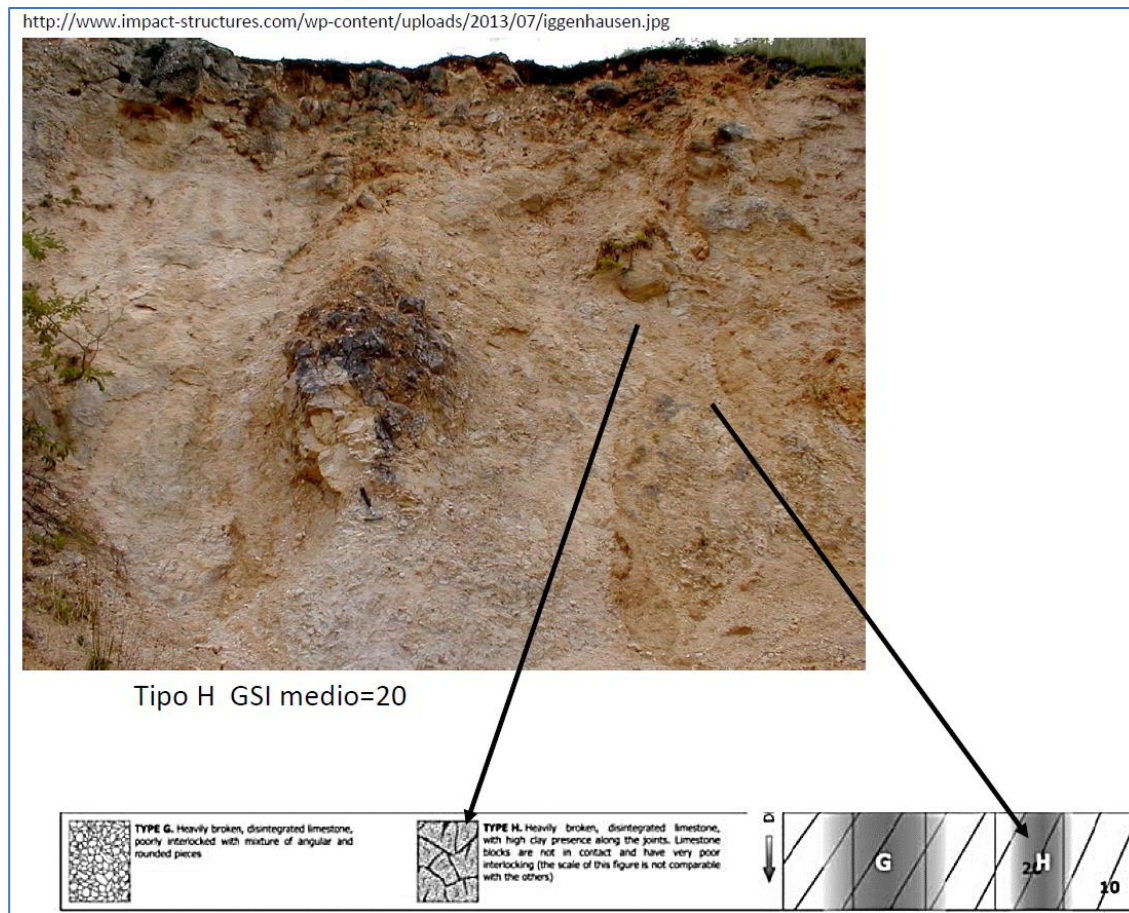 http://www.impact-structures.com/wp-content/uploads/2013/07/iggenhausen.jpg
Tipo H GSI medio=20
TYPE G. Heavily broken, disintegrated limestone,
poorly interlocked with mixture of angular and
rounded pieces
TYPE H. Heavily broken, disintegrated limestone,
with high clay presence along the joints. Limestone
blocks are not in contact and have very poor
interlocking (the scale of this figure is not comparable
with the others)
G
20
H
10